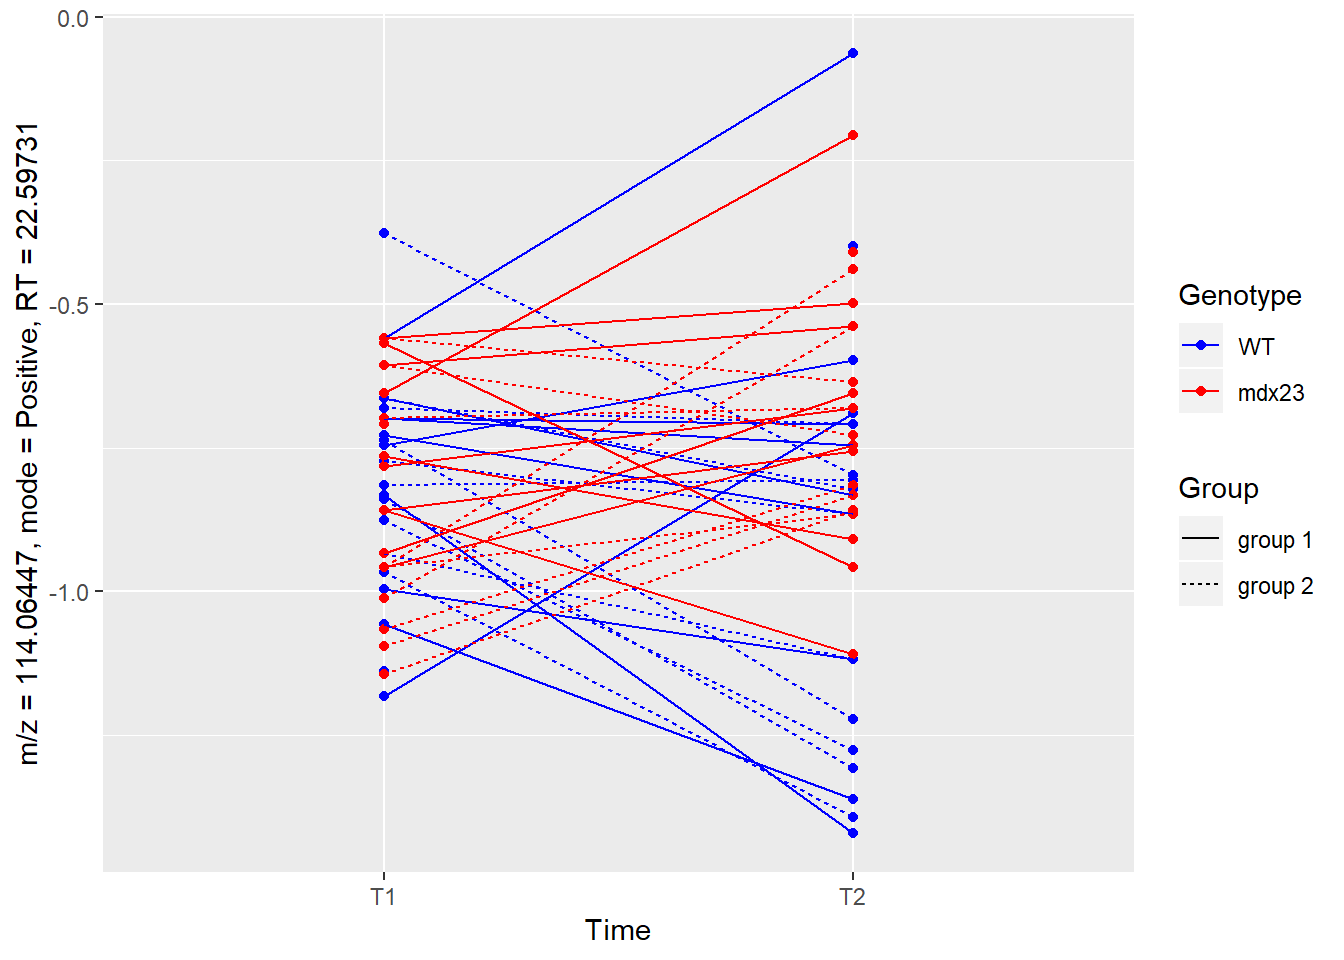 m/z = 114.06447, mode = Positive, RT = 22.59731
0.0
-0.5
-1.0
T1
T2
Time
Genotype
WT
mdx23
Group
group 1
group 2